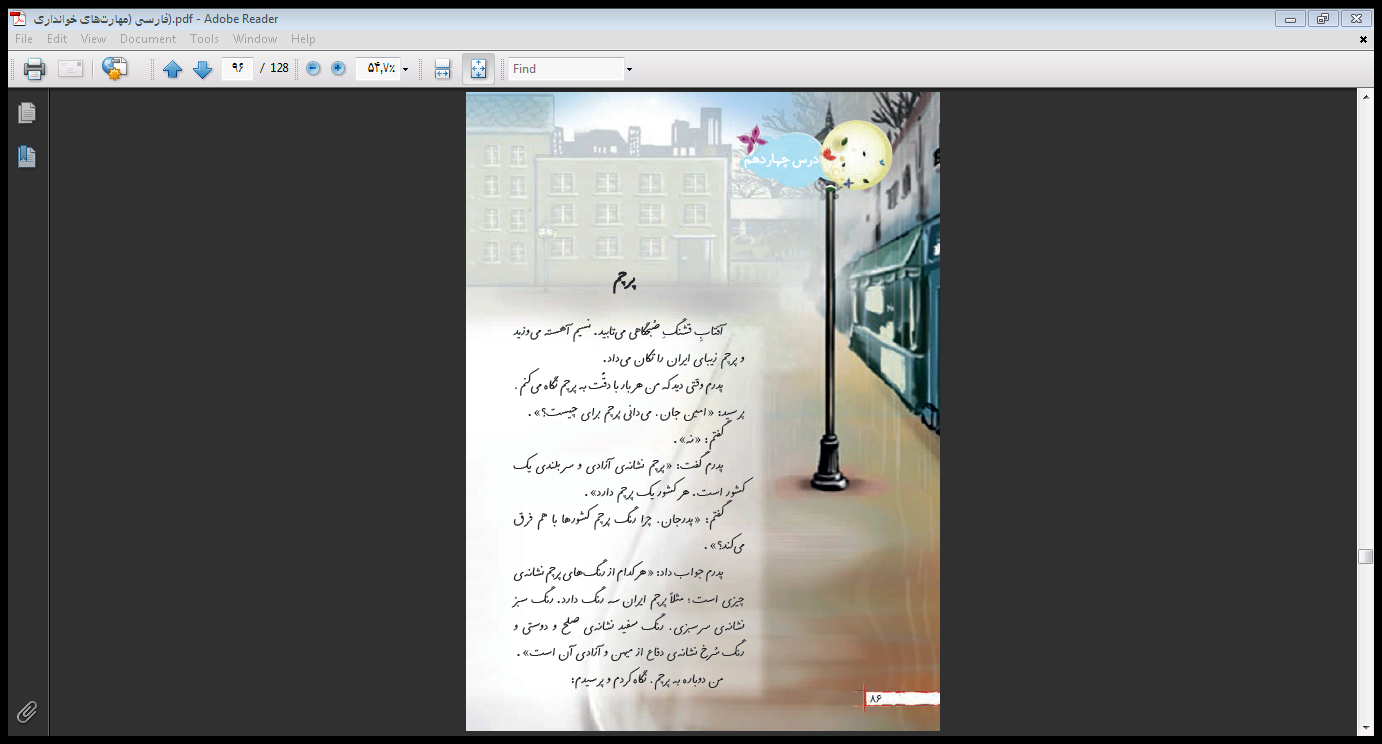 فارسی (مهارت‌های خوانداری).pdf - Adobe Reader
File Edit View Document Tools Window Help
۹۶ / 128 ۵۴٫۷% Find
درس چهاردهم
پرچم
آفتابِ قشنگِ صُبحگاهی می‌تابید. نسیم آهسته می‌وزید
و پرچم زیبای ایران را تکان می‌داد.
پدرم وقتی دید که من هر بار با دقّت به پرچم نگاه می‌کنم.
پرسید: «امین جان. می‌دانی پرچم برای چیست؟».
گفتم: «نه».
پدرم گفت: «پرچم نشانه‌ی آزادی و سربلندی یک
کشور است. هر کشور یک پرچم دارد».
گفتم: «پدرجان. چرا رنگ پرچم کشورها با هم فرق
می‌کند؟».
پدرم جواب داد: «هر کدام از رنگ‌های پرچم نشانه‌ی
چیزی است؛ مثلاً پرچم ایران سه رنگ دارد. رنگ سبز
نشانه‌ی سرسبزی. رنگ سفید نشانه‌ی صلح و دوستی و
رنگ سُرخ نشانه‌ی دفاع از میهن و آزادی آن است».
من دوباره به پرچم. نگاه کردم و پرسیدم:
۸۶